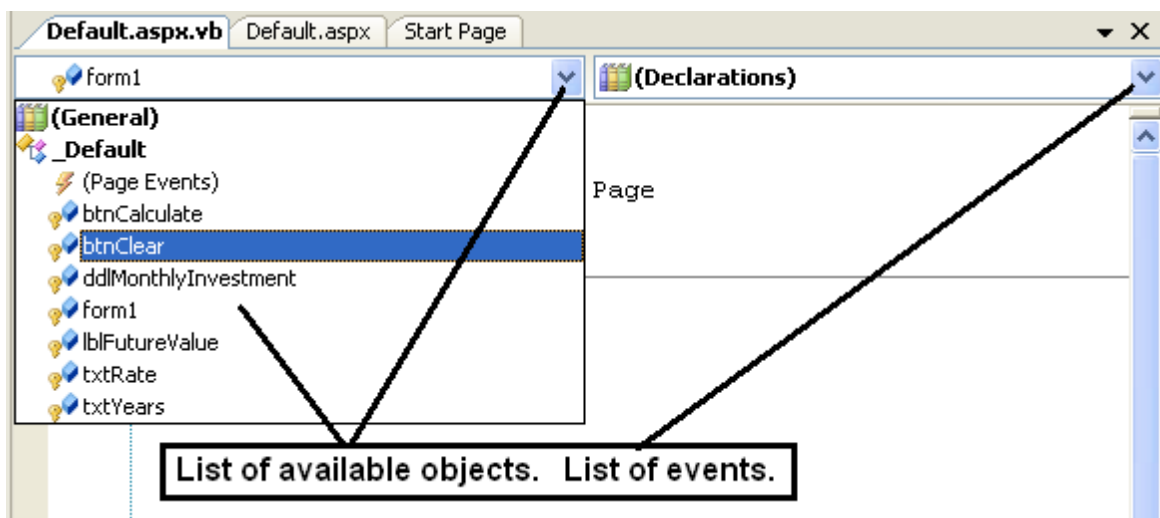 Default.aspx.vb Default.aspx Start Page
form1 (Declarations)
(General)
_Default
(Page Events)
btnCalculate
Page
btnClear
ddlMonthlyInvestment
form1
lblFutureValue
txtRate
txtYears
List of available objects. List of events.